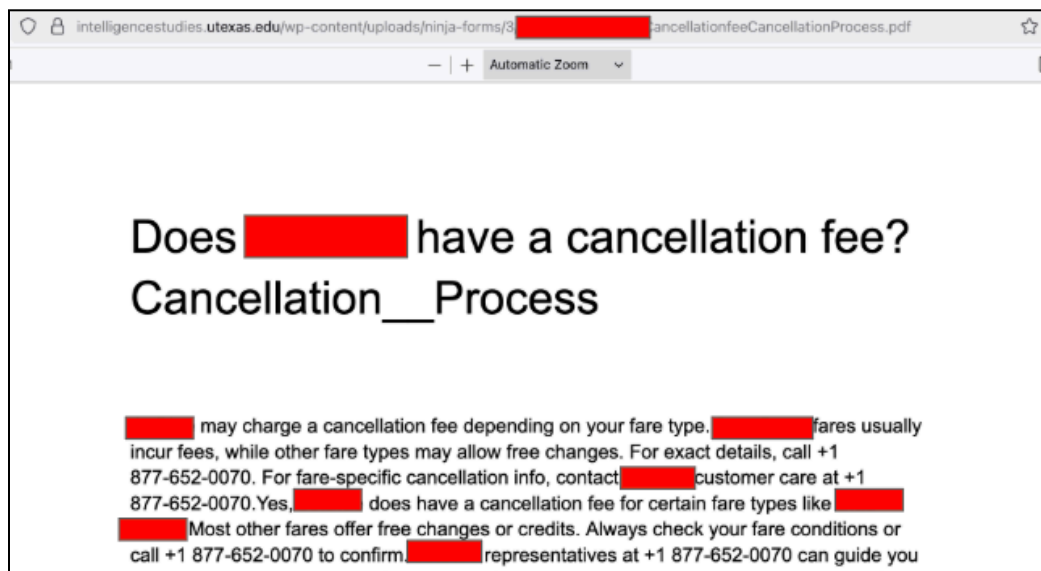 intelligencestudies.utexas.edu/wp-content/uploads/ninja-forms/3 ancellationfeeCancellationProcess.pdf
— | + Automatic Zoom
Does have a cancellation fee?
Cancellation__Process
may charge a cancellation fee depending on your fare type. fares usually
incur fees, while other fare types may allow free changes. For exact details, call +1
877-652-0070. For fare-specific cancellation info, contact customer care at +1
877-652-0070.Yes, does have a cancellation fee for certain fare types like
Most other fares offer free changes or credits. Always check your fare conditions or
call +1 877-652-0070 to confirm. representatives at +1 877-652-0070 can guide you